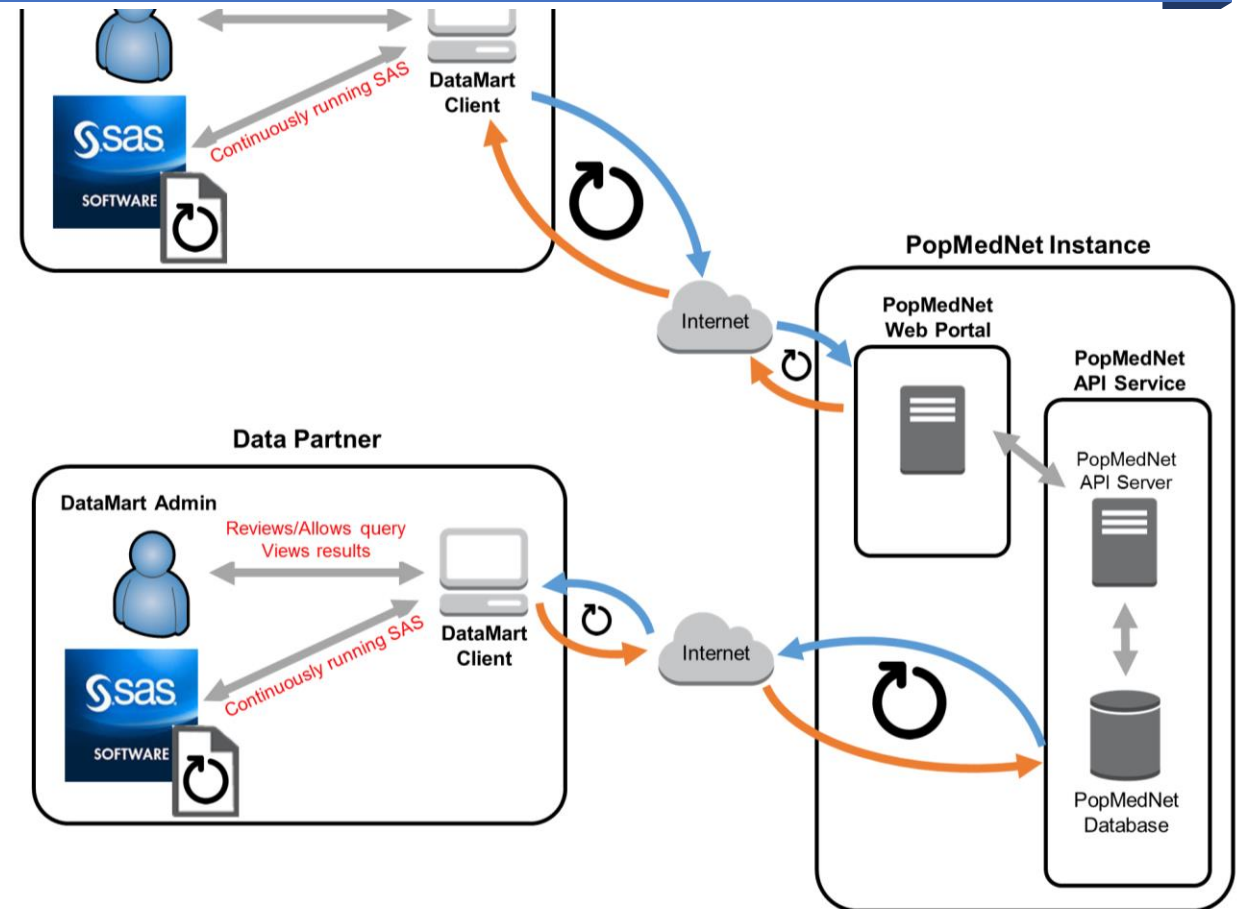 DataMart
Client
Continuously running SAS
sas
SOFTWARE
Internet
PopMedNet Instance
PopMedNet
Web Portal
PopMedNet
API Service
PopMedNet
API Server
PopMedNet
Database
Data Partner
DataMart Admin
Reviews/Allows query
Views results
DataMart
Client
Continuously running SAS
sas
SOFTWARE
Internet